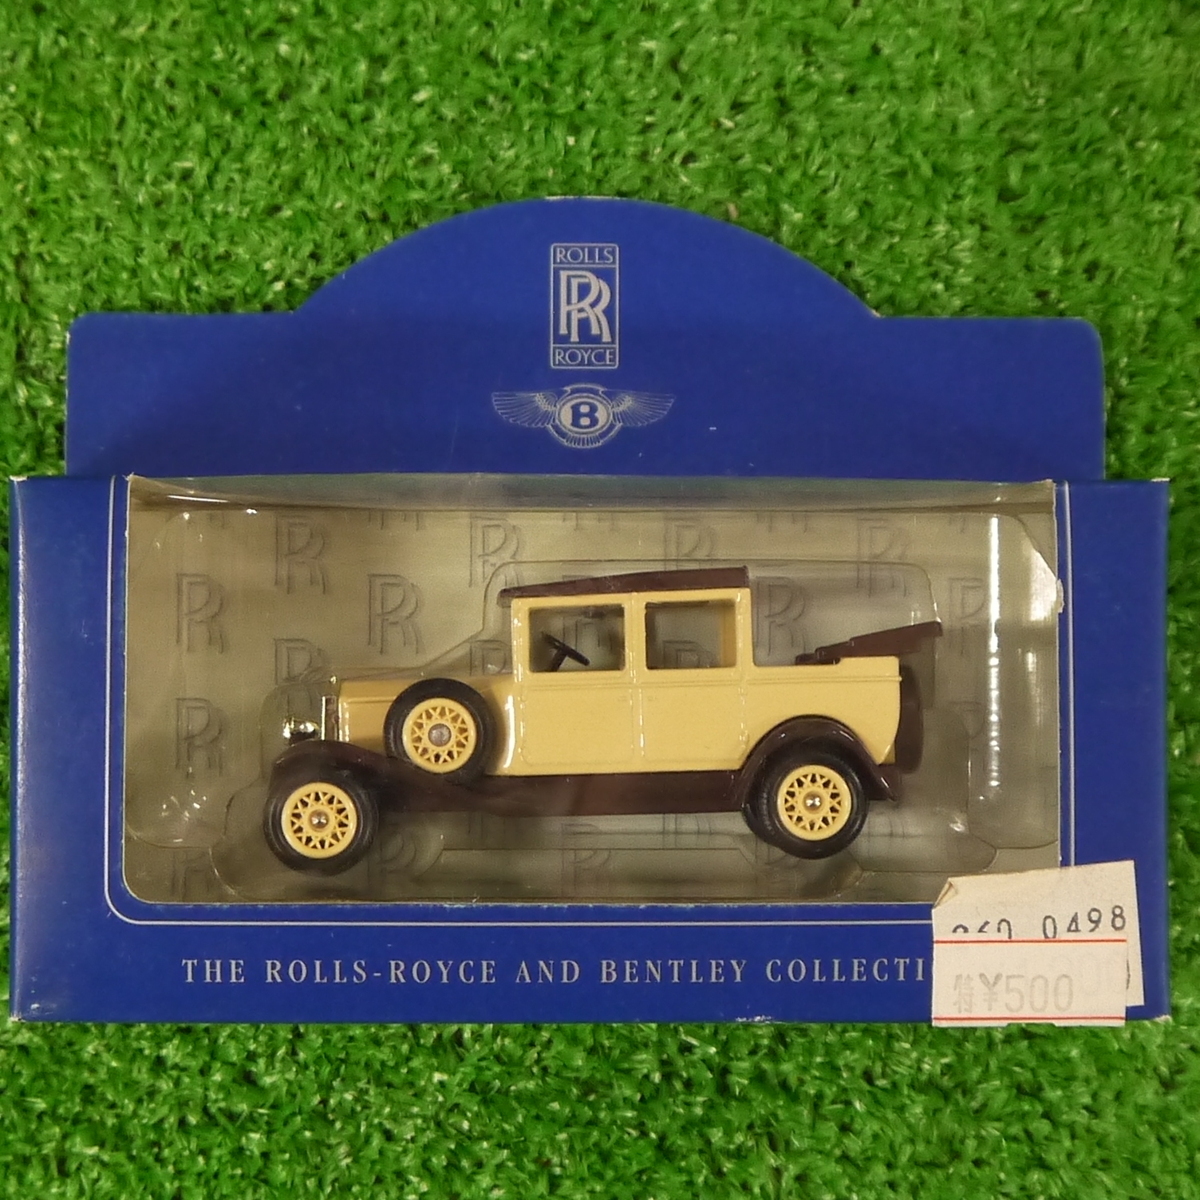 ROLLS
RR
ROYCE
B
THE ROLLS-ROYCE AND BENTLEY COLLECTI
0498
特¥500